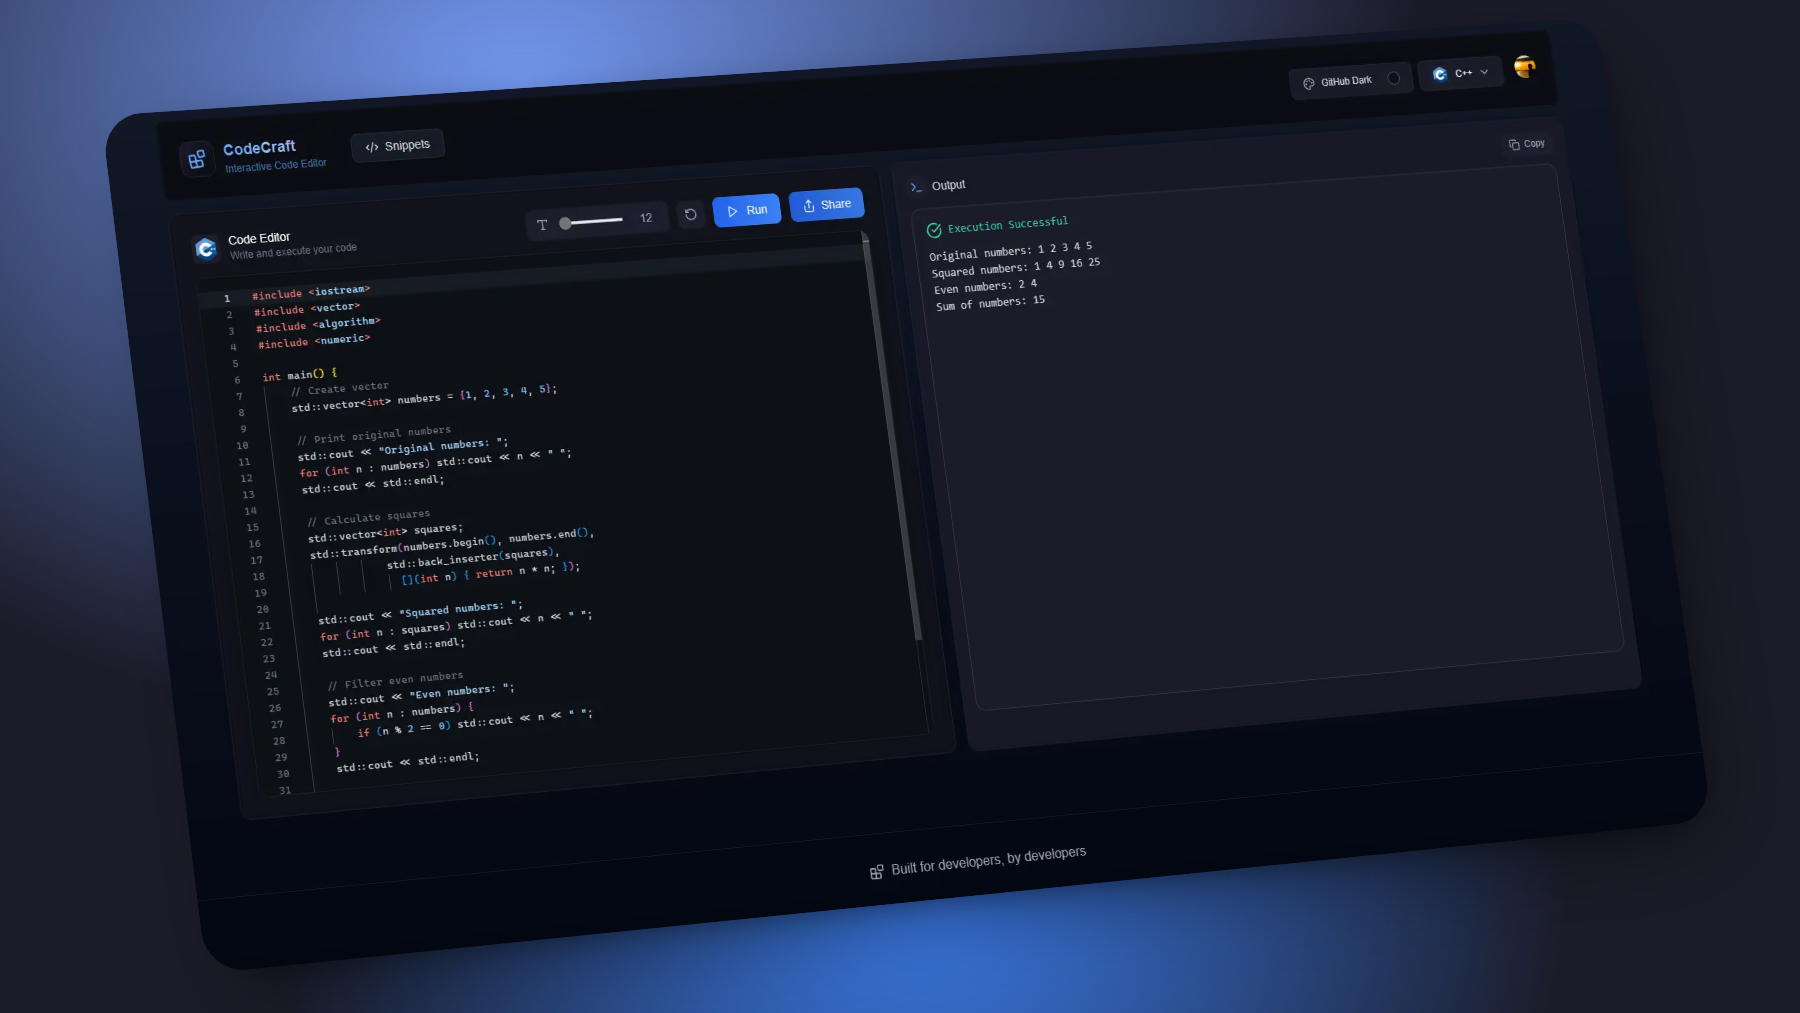 CodeCraft
Interactive Code Editor
</> Snippets
GitHub Dark
C++
Code Editor
Write and execute your code
12
Run
Share
1 #include <iostream>
2 #include <vector>
3 #include <algorithm>
4 #include <numeric>
5
6 int main() {
7 // Create vector
8 std::vector<int> numbers = {1, 2, 3, 4, 5};
9
10 // Print original numbers
11 std::cout << "Original numbers: ";
12 for (int n : numbers) std::cout << n << " ";
13 std::cout << std::endl;
14
15 // Calculate squares
16 std::vector<int> squares;
17 std::transform(numbers.begin(), numbers.end(),
18 std::back_inserter(squares),
19 [](int n) { return n * n; });
20
21 std::cout << "Squared numbers: ";
22 for (int n : squares) std::cout << n << " ";
23 std::cout << std::endl;
24
25 // Filter even numbers
26 std::cout << "Even numbers: ";
27 for (int n : numbers) {
28 if (n % 2 == 0) std::cout << n << " ";
29 }
30 std::cout << std::endl;
31
Output
Copy
Execution Successful
Original numbers: 1 2 3 4 5
Squared numbers: 1 4 9 16 25
Even numbers: 2 4
Sum of numbers: 15
Built for developers, by developers